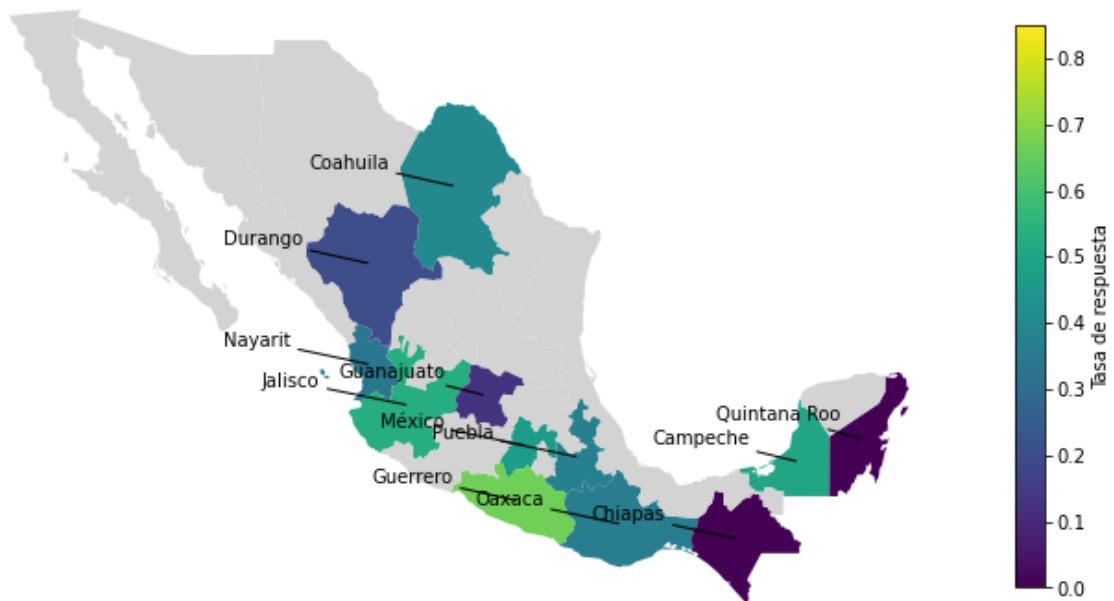 Coahuila
Durango
Nayarit
Guanajuato
Jalisco
México
Puebla
Quintana Roo
Campeche
Guerrero
Oaxaca
Chiapas
0.8
0.7
0.6
0.5
0.4
0.3
0.2
0.1
0.0
Tasa de respuesta